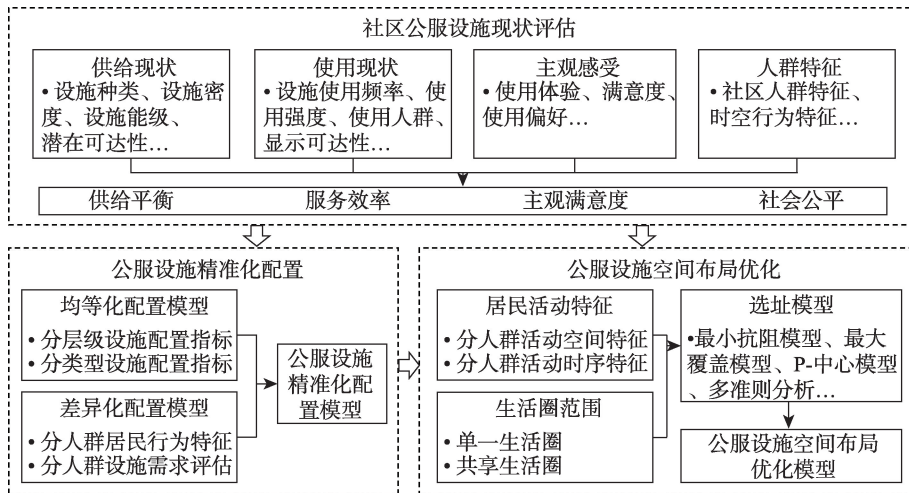 社区公服设施现状评估
供给现状
• 设施种类、设施密
度、设施能级、
潜在可达性…
使用现状
• 设施使用频率、使
用强度、使用人群、
显示可达性…
主观感受
• 使用体验、满意度、
使用偏好…
人群特征
• 社区人群特征、
时空行为特征…
供给平衡 服务效率 主观满意度 社会公平
公服设施精准化配置
均等化配置模型
• 分层级设施配置指标
• 分类型设施配置指标
差异化配置模型
• 分人群居民行为特征
• 分人群设施需求评估
公服设施
精准化配
置模型
公服设施空间布局优化
居民活动特征
• 分人群活动空间特征
• 分人群活动时序特征
生活圈范围
• 单一生活圈
• 共享生活圈
选址模型
•最小抗阻模型、最大
覆盖模型、P-中心模型
、多准则分析…
公服设施空间布局
优化模型